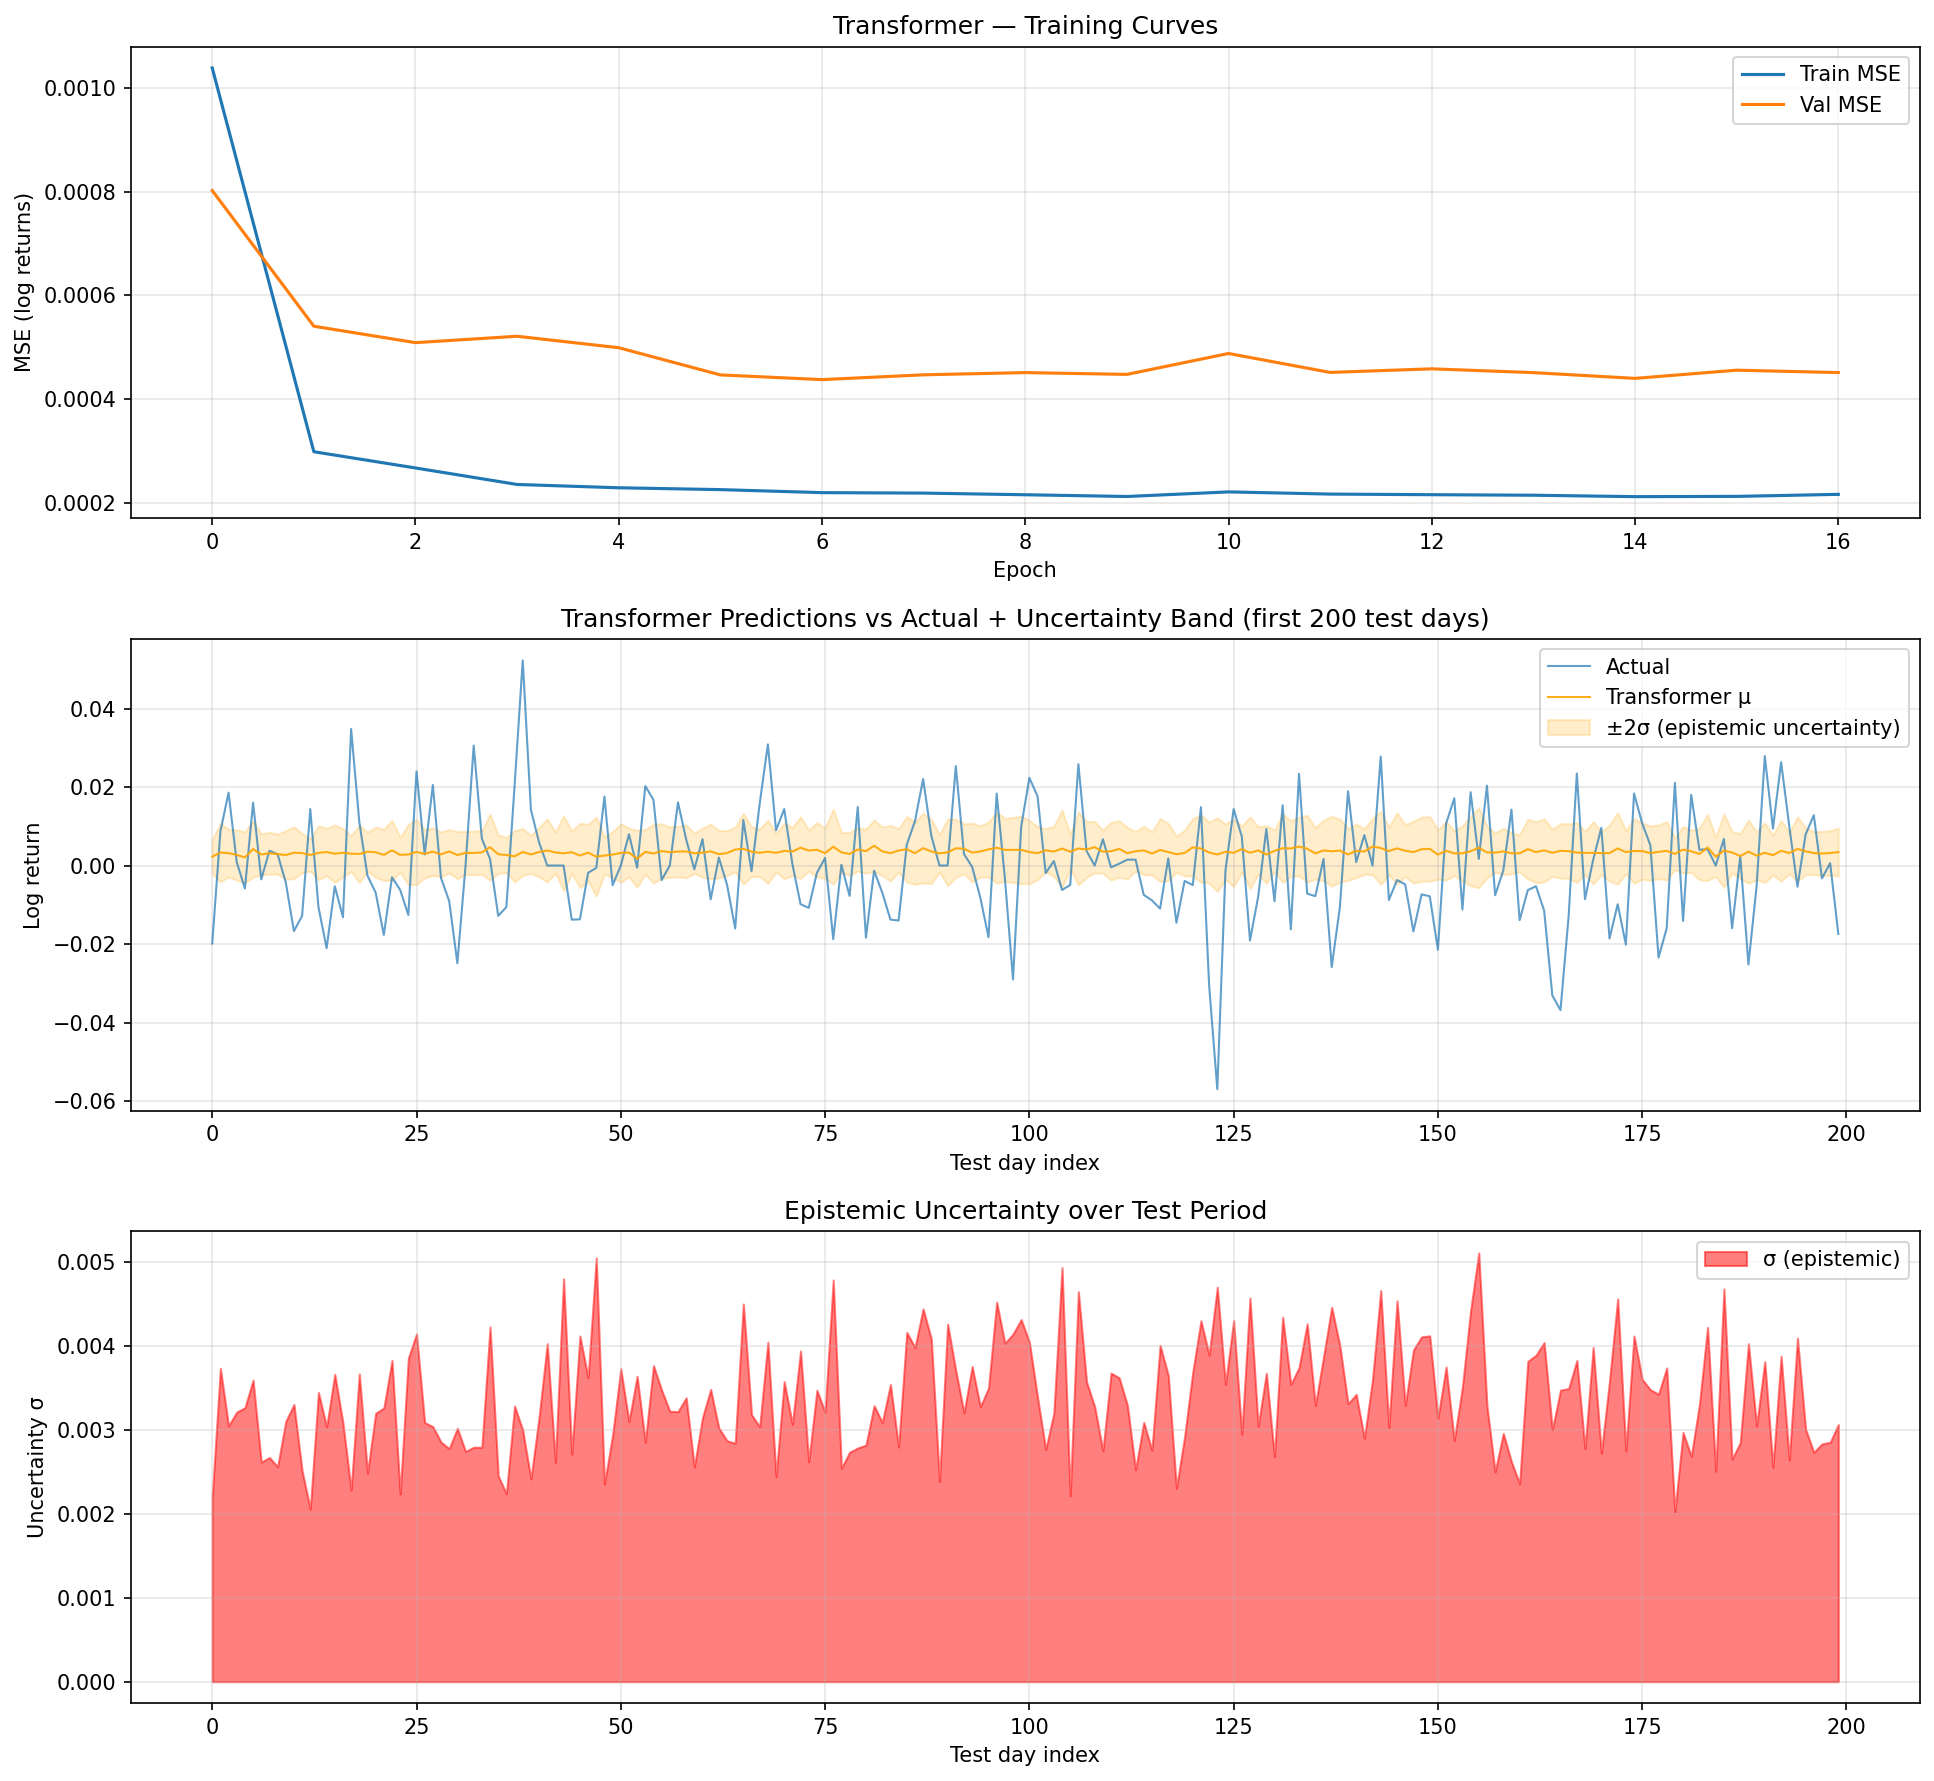 Transformer — Training Curves
MSE (log returns)
0.0010
0.0008
0.0006
0.0004
0.0002
Train MSE
Val MSE
0 2 4 6 8 10 12 14 16
Epoch
Transformer Predictions vs Actual + Uncertainty Band (first 200 test days)
Log return
0.04
0.02
0.00
−0.02
−0.04
−0.06
Actual
Transformer μ
±2σ (epistemic uncertainty)
0 25 50 75 100 125 150 175 200
Test day index
Epistemic Uncertainty over Test Period
Uncertainty σ
0.005
0.004
0.003
0.002
0.001
0.000
σ (epistemic)
0 25 50 75 100 125 150 175 200
Test day index